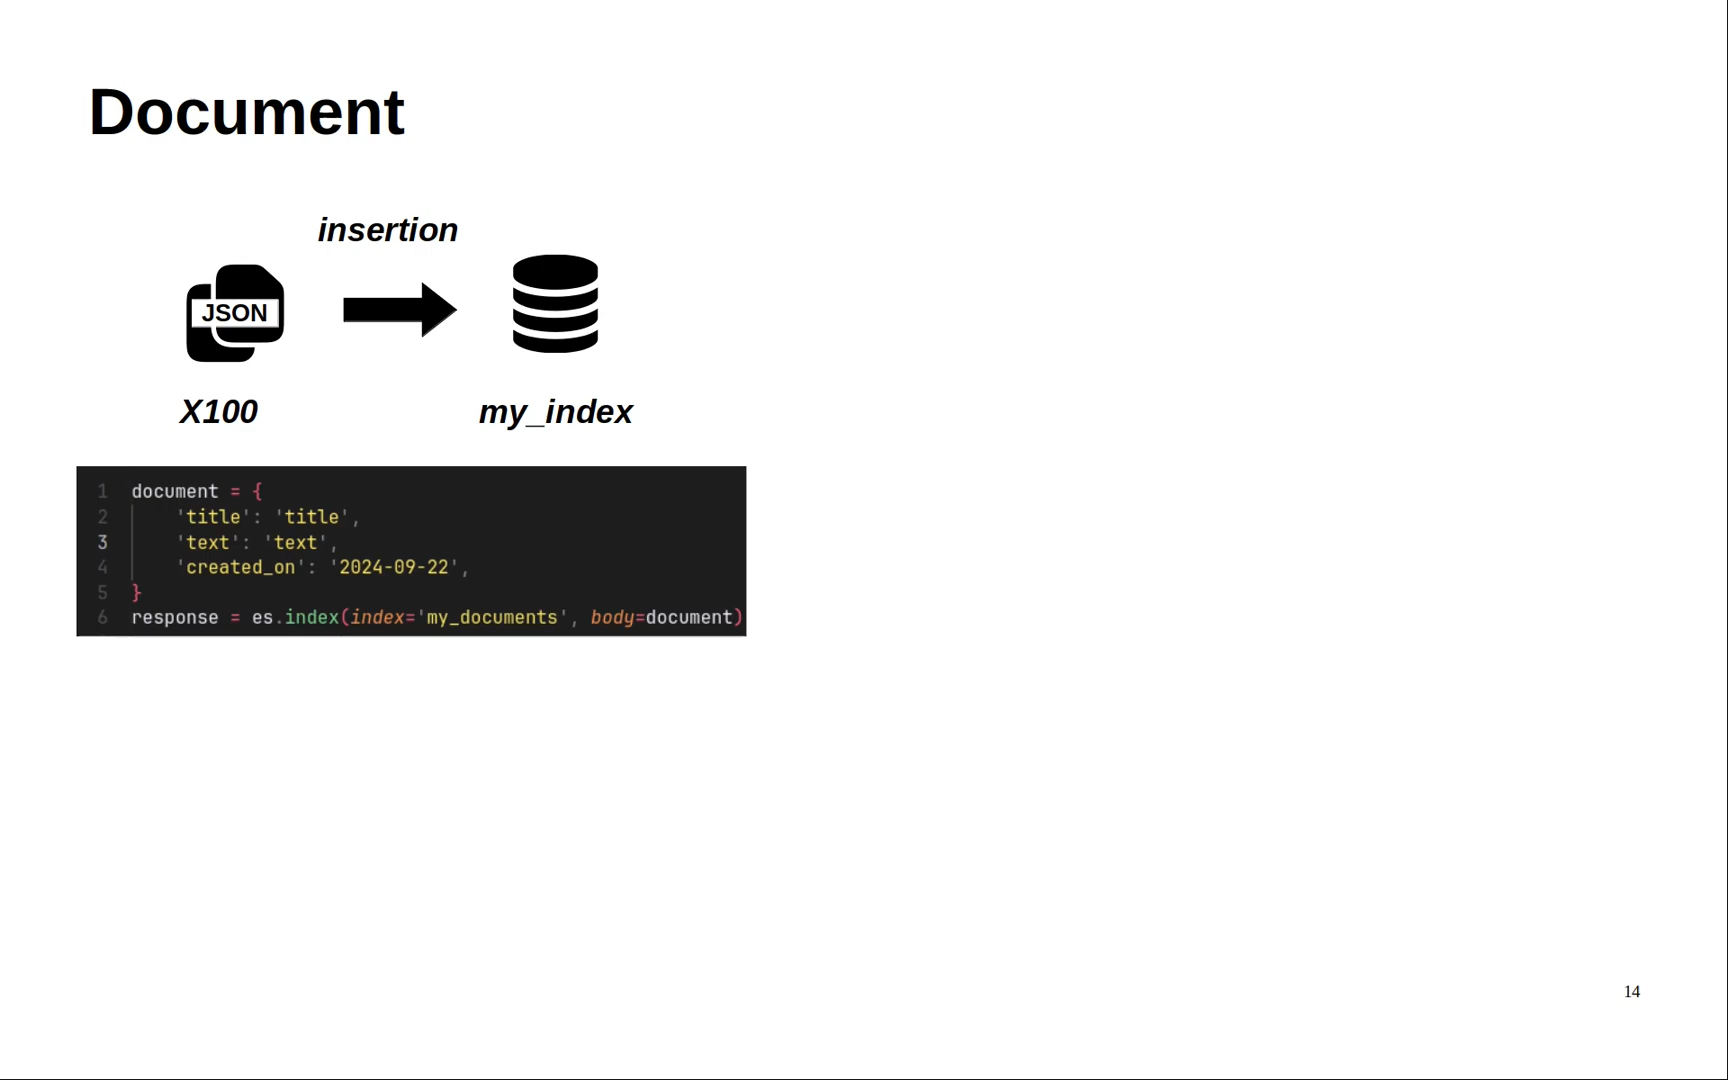 Document
insertion
JSON
X100
my_index
1 document = {
2     'title': 'title',
3     'text': 'text',
4     'created_on': '2024-09-22',
5 }
6 response = es.index(index='my_documents', body=document)
14